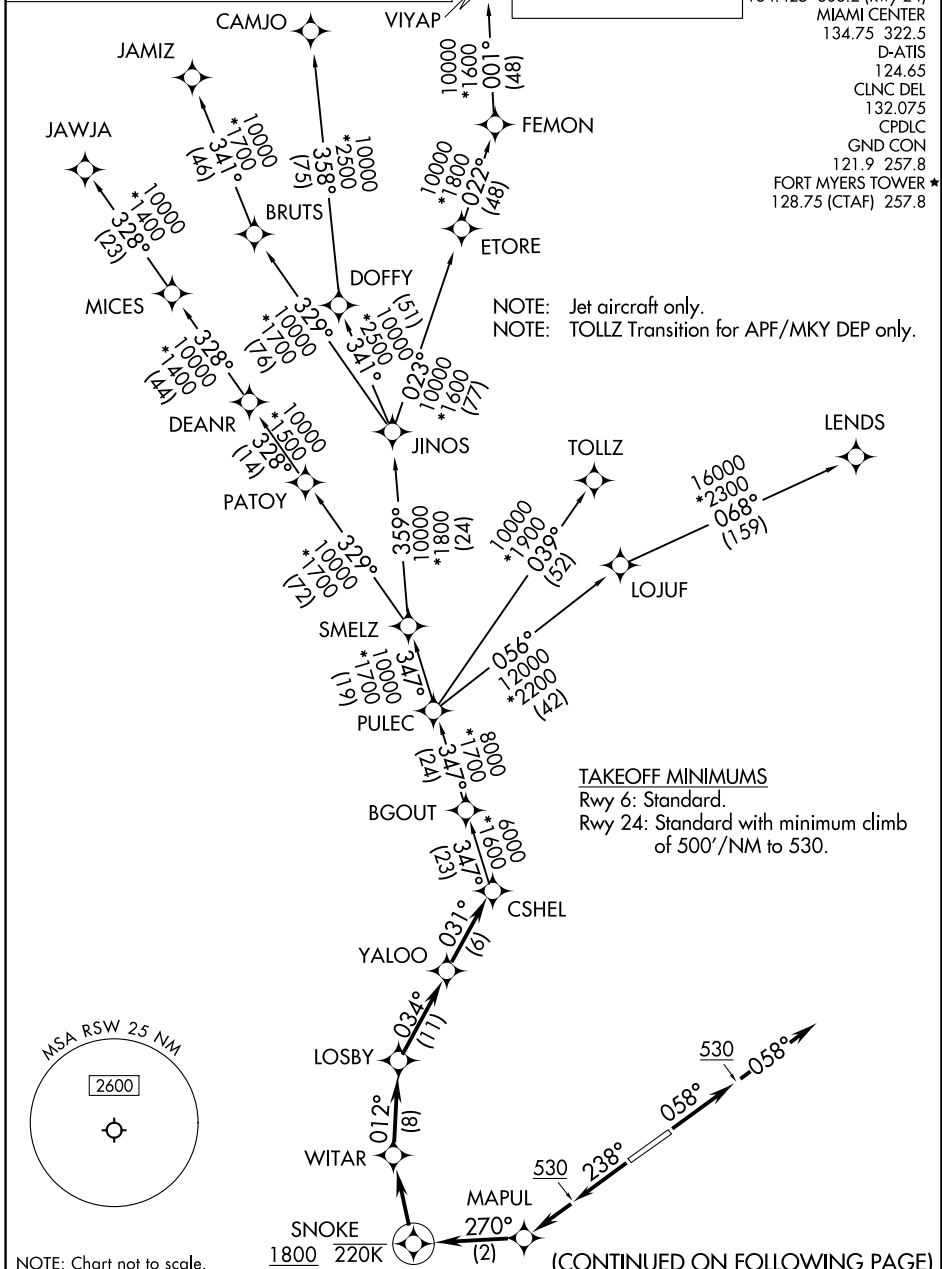 MIAMI CENTER
134.75 322.5
D-ATIS
124.65
CLNC DEL
132.075
CPDLC
GND CON
121.9 257.8
FORT MYERS TOWER ★
128.75 (CTAF) 257.8
VIYAP
CAMJO
JAMIZ
JAWJA
10000
*1600
001°
(48)
FEMON
10000
*1800
022°
(48)
ETORE
10000
*2500
358°
(75)
10000
*1700
341°
(46)
BRUTS
10000
*1400
328°
(23)
MICES
DOFFY
(51)
10000
*2500
341°
329°
10000
*1700
(76)
023°
10000
*1600
(77)
NOTE: Jet aircraft only.
NOTE: TOLLZ Transition for APF/MKY DEP only.
328°
10000
*1400
(44)
DEANR
10000
*1500
328°
(14)
PATOY
JINOS
TOLLZ
LENDS
16000
*2300
068°
(159)
359°
10000
*1800
(24)
10000
*1900
039°
(52)
LOJUF
329°
10000
*1700
(72)
SMELZ
056°
12000
*2200
(42)
347°
10000
*1700
(19)
PULEC
8000
*1700
347°
(24)
BGOUT
TAKEOFF MINIMUMS
Rwy 6: Standard.
Rwy 24: Standard with minimum climb
of 500'/NM to 530.
6000
*1600
347°
(23)
CSHEL
031°
(6)
YALOO
034°
(11)
LOSBY
012°
(8)
WITAR
MSA RSW 25 NM
2600
530
058°
058°
238°
530
MAPUL
270°
(2)
SNOKE
1800 220K
NOTE: Chart not to scale.
(CONTINUED ON FOLLOWING PAGE)